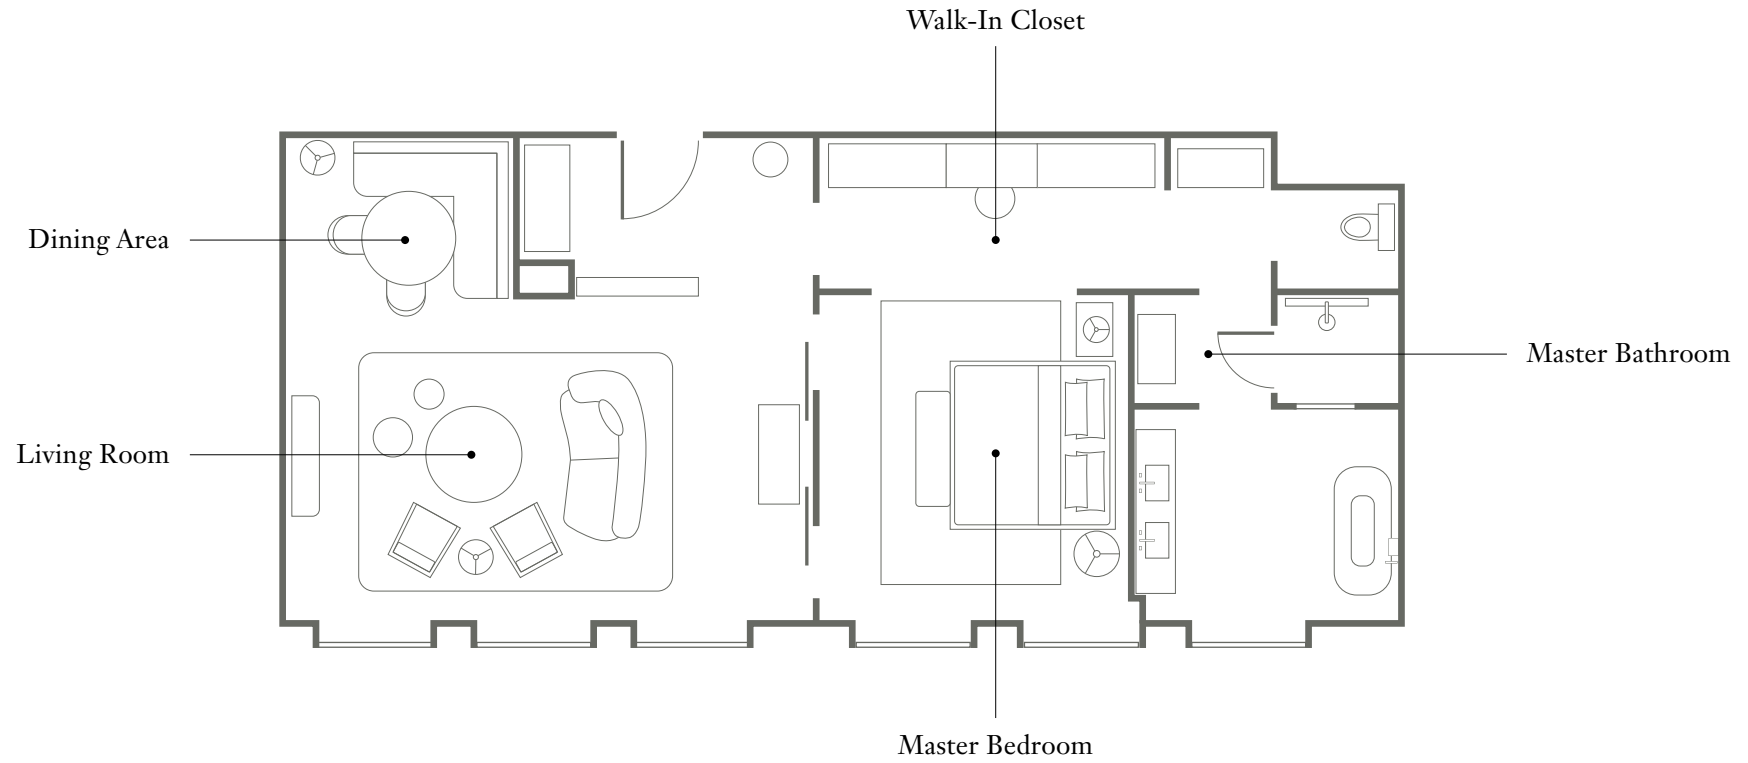 Walk-In Closet
Dining Area
Master Bathroom
Living Room
Master Bedroom